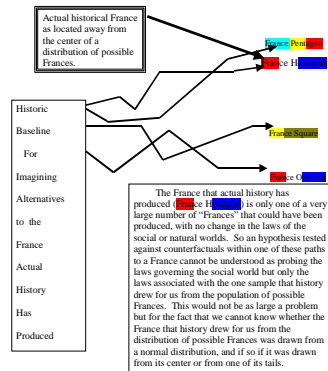 Actual historical France
as located away from
the center of a
distribution of possible
Frances.
France Pentagon
France Hexagon
France Square
France Octagon
Historic
Baseline
For
Imagining
Alternatives
to the
France
Actual
History
Has
Produced
The France that actual history has
produced (France Hextagon) is only one of a very
large number of “Frances” that could have been
produced, with no change in the laws of the
social or natural worlds. So an hypothesis tested
against counterfactuals within one of these paths
to a France cannot be understood as probing the
laws governing the social world but only the
laws associated with the one sample that history
drew for us from the population of possible
Frances. This would not be as large a problem
but for the fact that we cannot know whether the
France that history drew for us from the
distribution of possible Frances was drawn from
a normal distribution, and if so if it was drawn
from its center or from one of its tails.